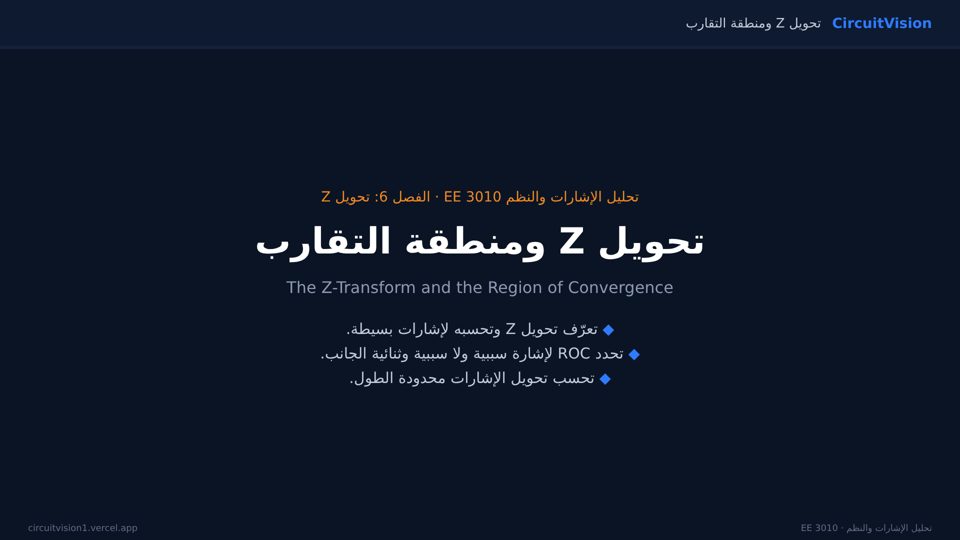 CircuitVision تحويل Z ومنطقة التقارب
تحليل الإشارات والنظم EE 3010 · الفصل 6: تحويل Z
تحويل Z ومنطقة التقارب
The Z-Transform and the Region of Convergence
◆ تعرّف تحويل Z وتحسبه لإشارات بسيطة.
◆ تحدد ROC لإشارة سببية ولا سببية وثنائية الجانب.
◆ تحسب تحويل الإشارات محدودة الطول.
تحليل الإشارات والنظم · EE 3010
circuitvision1.vercel.app